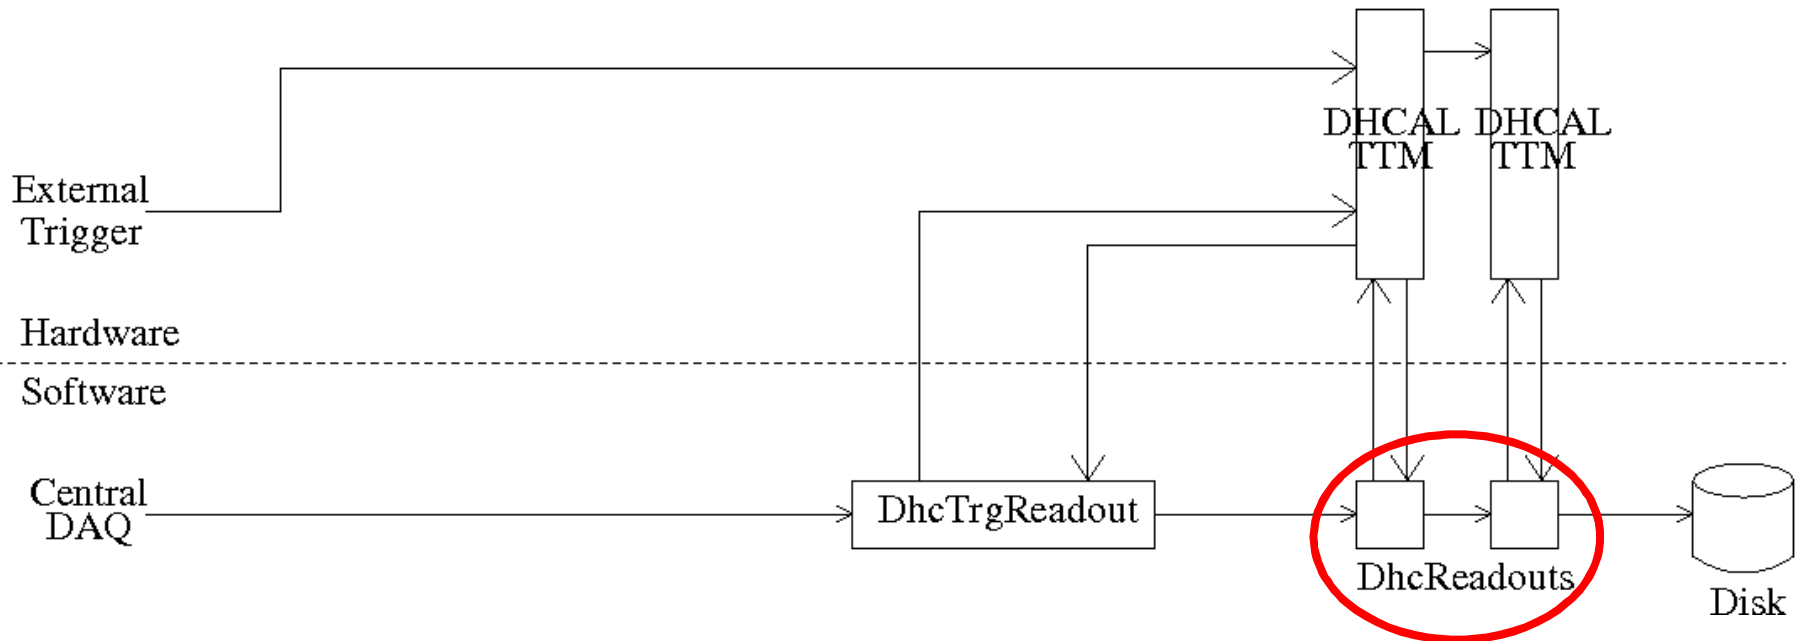 DHCAL DHCAL
TTM TTM
External
Trigger
Hardware
Software
Central
DAQ
DhcTrgReadout
DhcReadouts
Disk